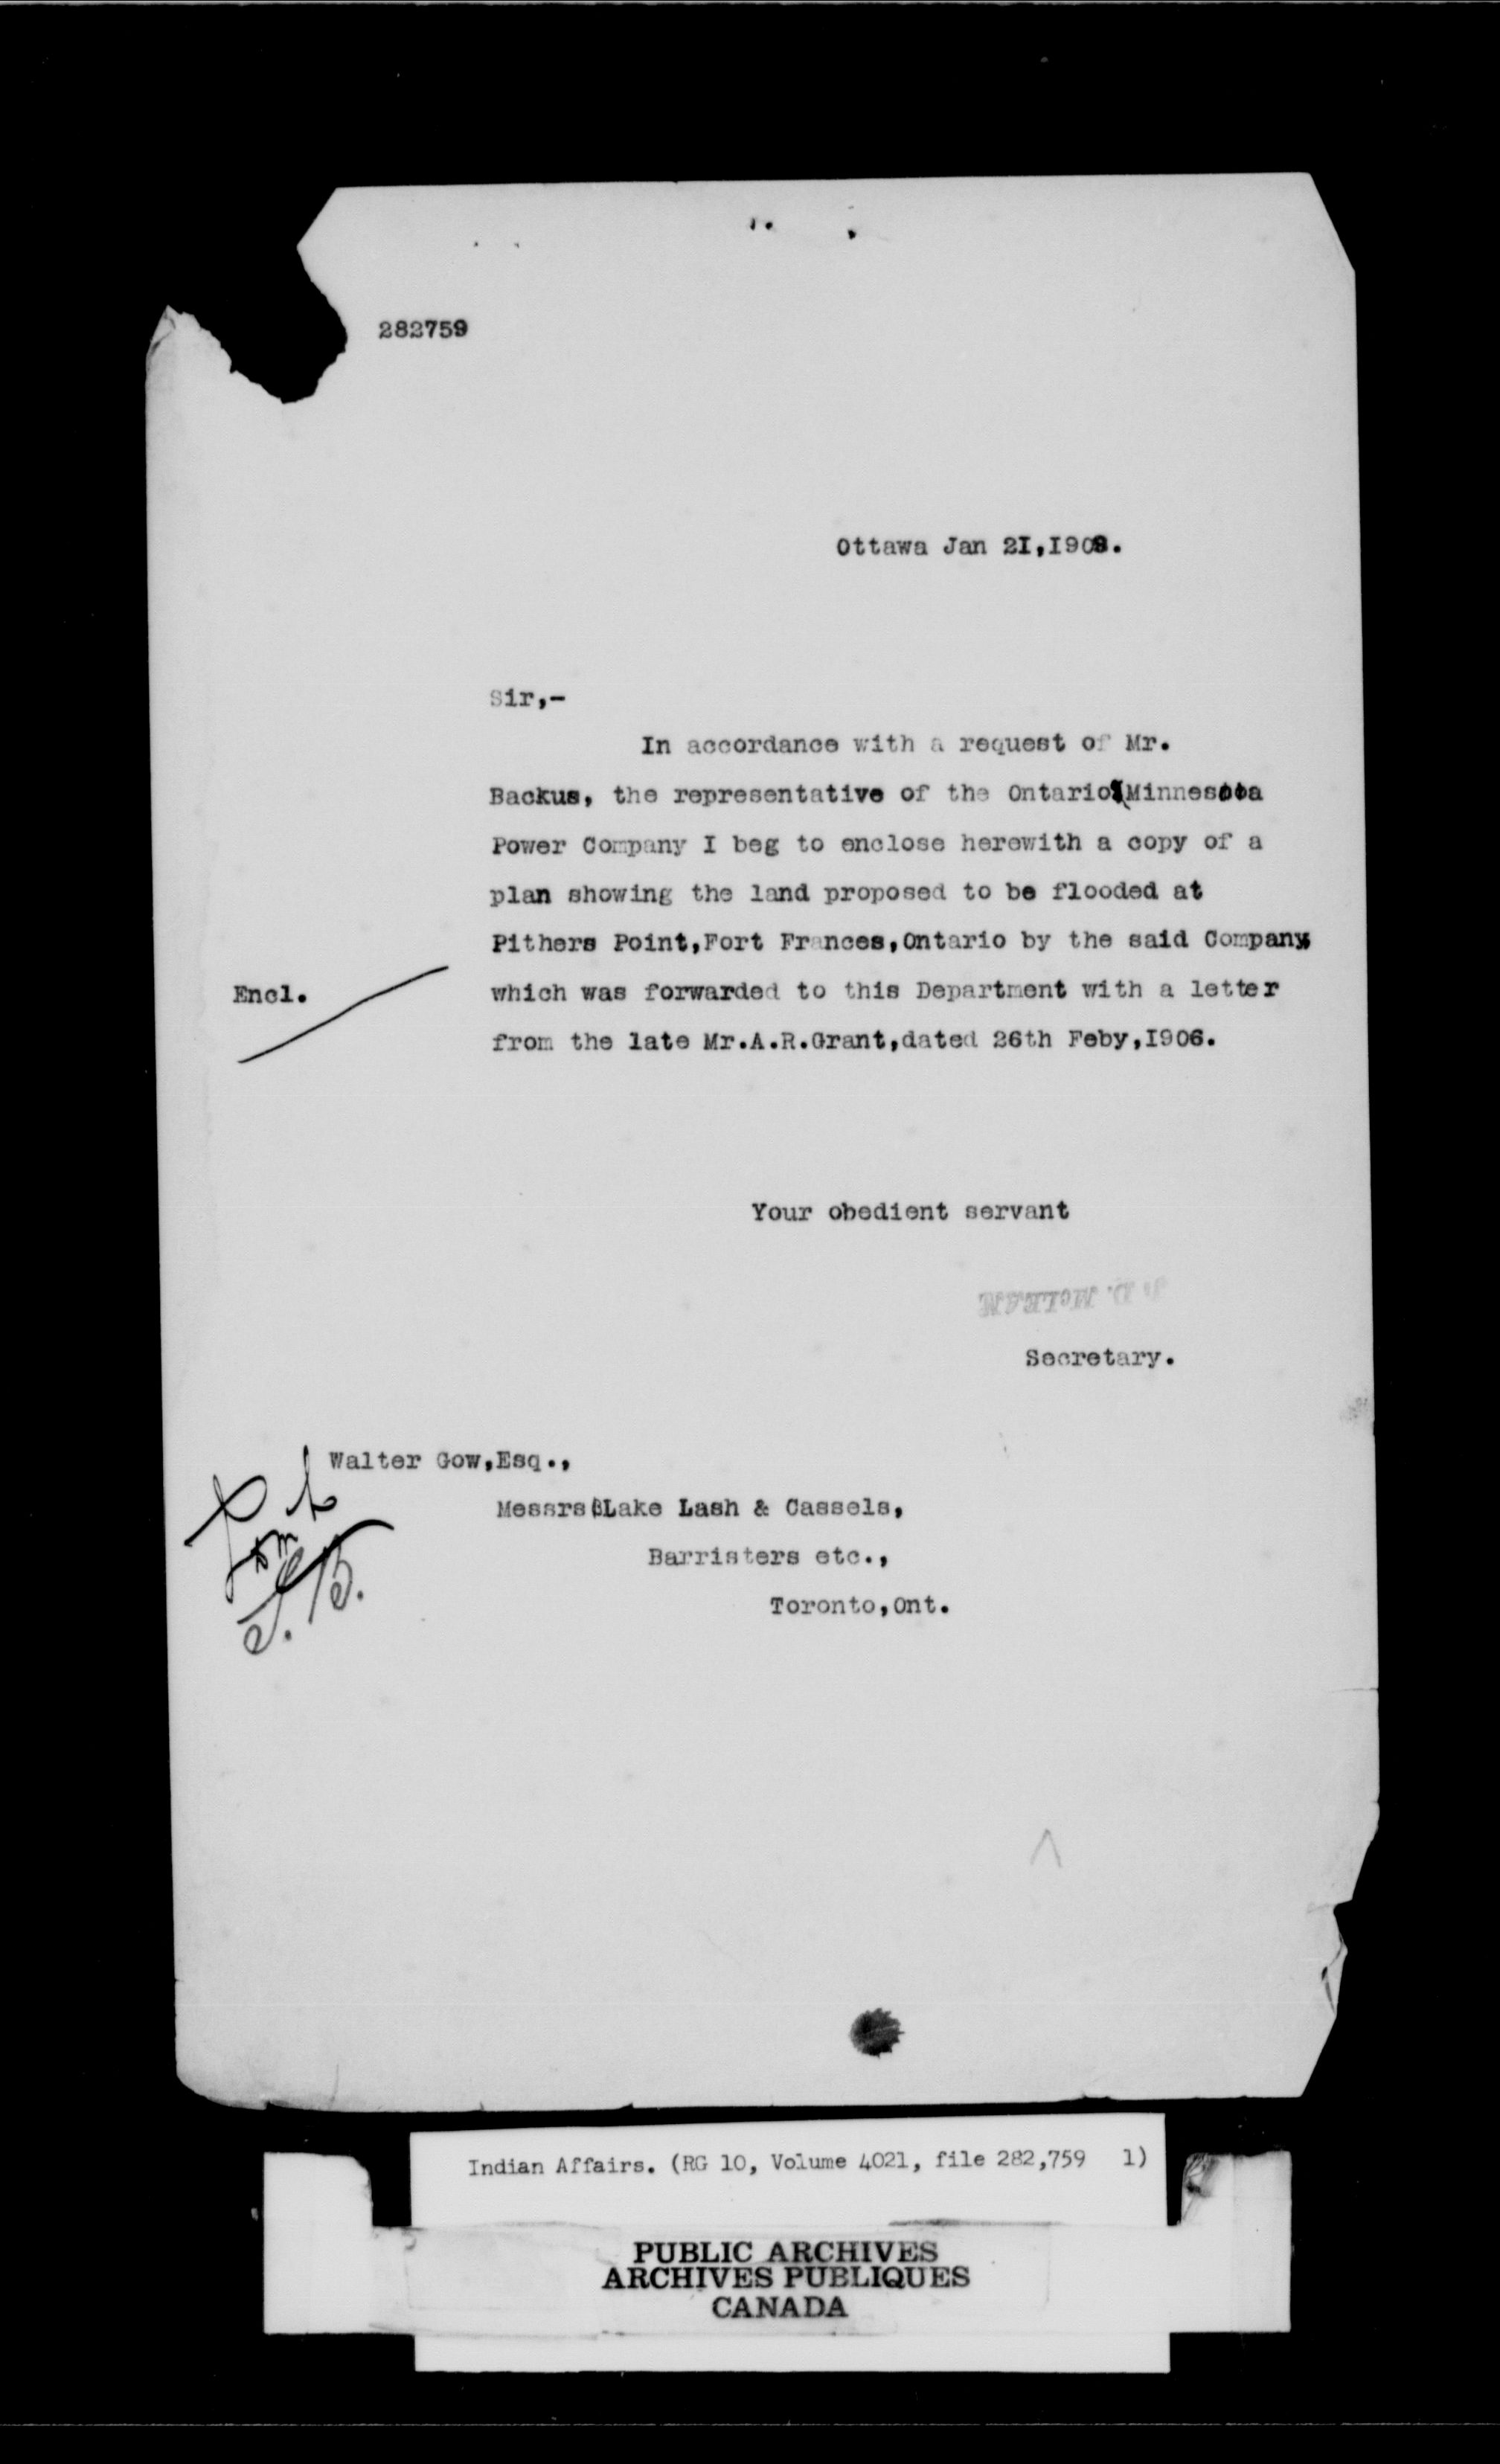 282759
Ottawa Jan 21,1908.
Sir,-
In accordance with a request of Mr.
Backus, the representative of the Ontario & Minnesota
Power Company I beg to enclose herewith a copy of a
plan showing the land proposed to be flooded at
Pithers Point,Fort Frances,Ontario by the said Company
Encl. which was forwarded to this Department with a letter
from the late Mr.A.R.Grant,dated 26th Feby,1906.
Your obedient servant
J. D. McLEAN
Secretary.
Walter Gow,Esq.,
Messrs BLake Lash & Cassels,
Barristers etc.,
Toronto,Ont.
S.B.
Indian Affairs. (RG 10, Volume 4021, file 282,759 1)
PUBLIC ARCHIVES
ARCHIVES PUBLIQUES
CANADA